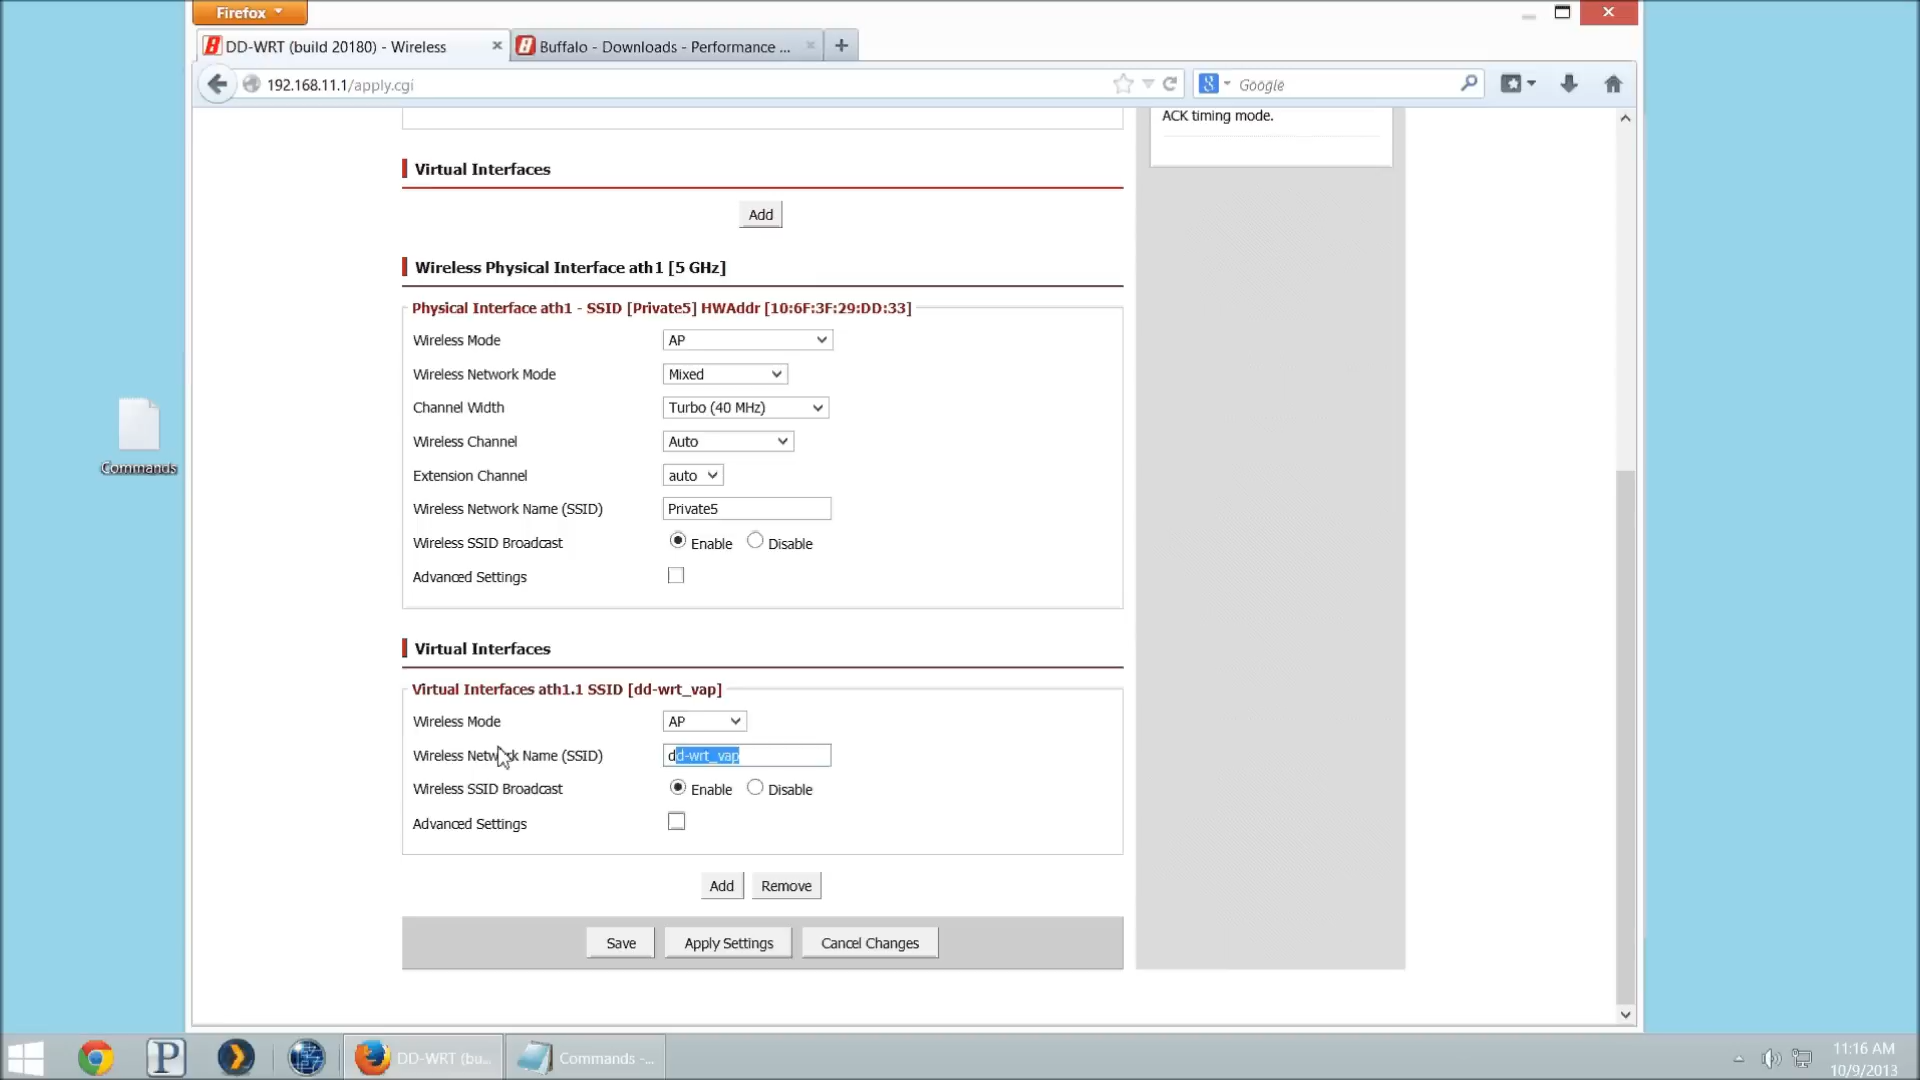 Firefox
DD-WRT (build 20180) - Wireless
Buffalo - Downloads - Performance ...
192.168.11.1/apply.cgi
Google
ACK timing mode.
Virtual Interfaces
Add
Wireless Physical Interface ath1 [5 GHz]
Physical Interface ath1 - SSID [Private5] HWAddr [10:6F:3F:29:DD:33]
Wireless Mode AP
Wireless Network Mode Mixed
Channel Width Turbo (40 MHz)
Wireless Channel Auto
Extension Channel auto
Wireless Network Name (SSID) Private5
Wireless SSID Broadcast Enable Disable
Advanced Settings
Commands
Virtual Interfaces
Virtual Interfaces ath1.1 SSID [dd-wrt_vap]
Wireless Mode AP
Wireless Network Name (SSID) dd-wrt_vap
Wireless SSID Broadcast Enable Disable
Advanced Settings
Add Remove
Save Apply Settings Cancel Changes
P
DD-WRT (bu...
Commands -...
11:16 AM
10/9/2013